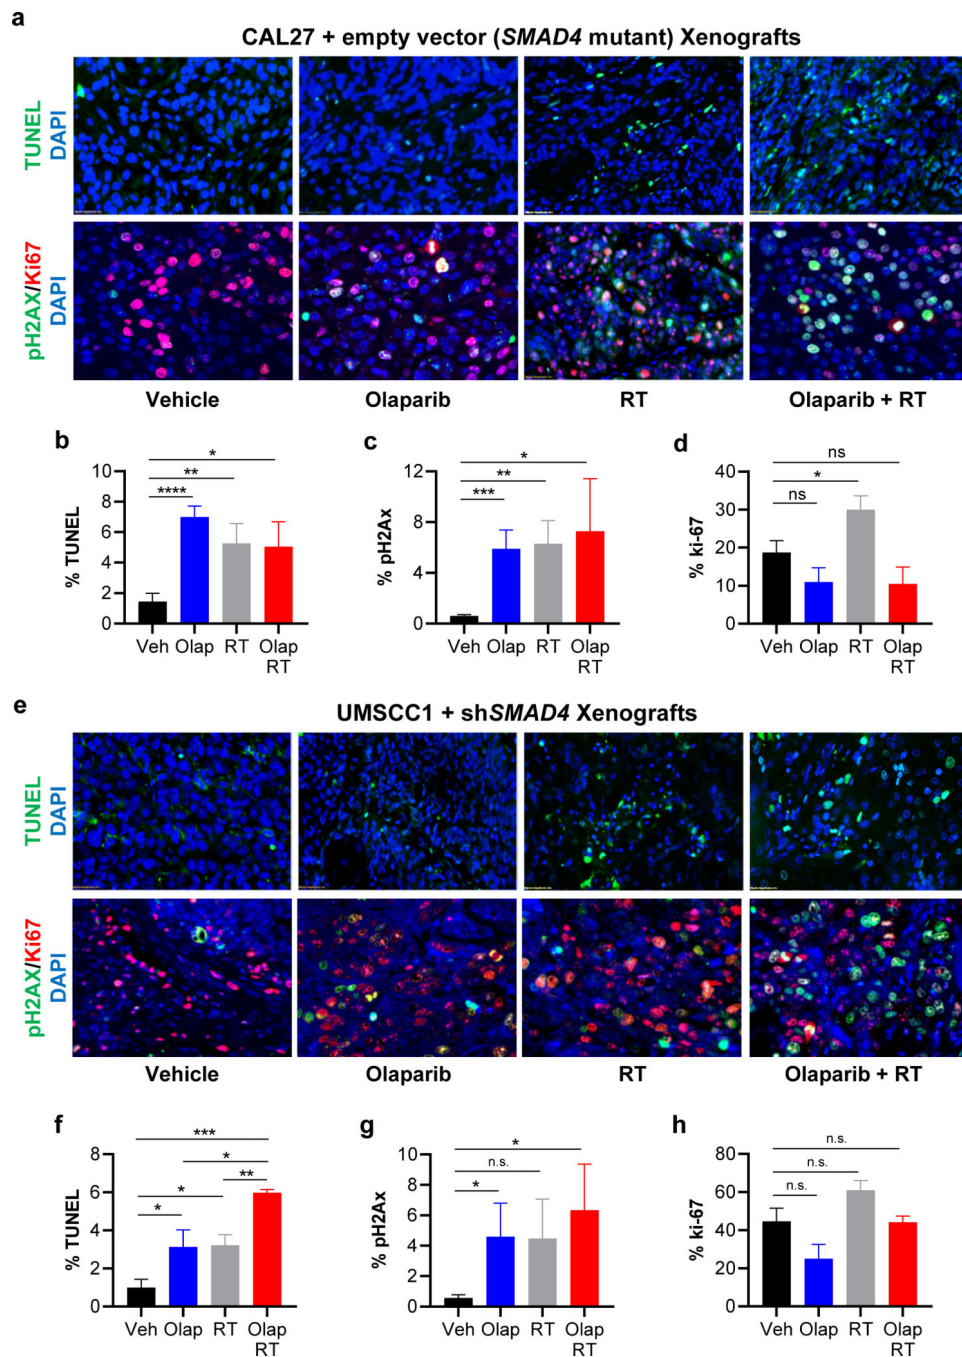 a
CAL27 + empty vector (SMAD4 mutant) Xenografts
TUNEL
DAPI
pH2AX/Ki67
DAPI
Vehicle
Olaparib
RT
Olaparib + RT
b
% TUNEL
10
8
6
4
2
0
*
**
****
Veh
Olap
RT
Olap
RT
c
% pH2Ax
12
8
4
0
*
**
***
Veh
Olap
RT
Olap
RT
d
% ki-67
40
30
20
10
0
ns
*
ns
Veh
Olap
RT
Olap
RT
e
UMSCC1 + shSMAD4 Xenografts
TUNEL
DAPI
pH2AX/Ki67
DAPI
Vehicle
Olaparib
RT
Olaparib + RT
f
% TUNEL
8
6
4
2
0
***
*
**
*
*
Veh
Olap
RT
Olap
RT
g
% pH2Ax
10
8
6
4
2
0
*
n.s.
*
Veh
Olap
RT
Olap
RT
h
% ki-67
80
60
40
20
0
n.s.
n.s.
n.s.
Veh
Olap
RT
Olap
RT